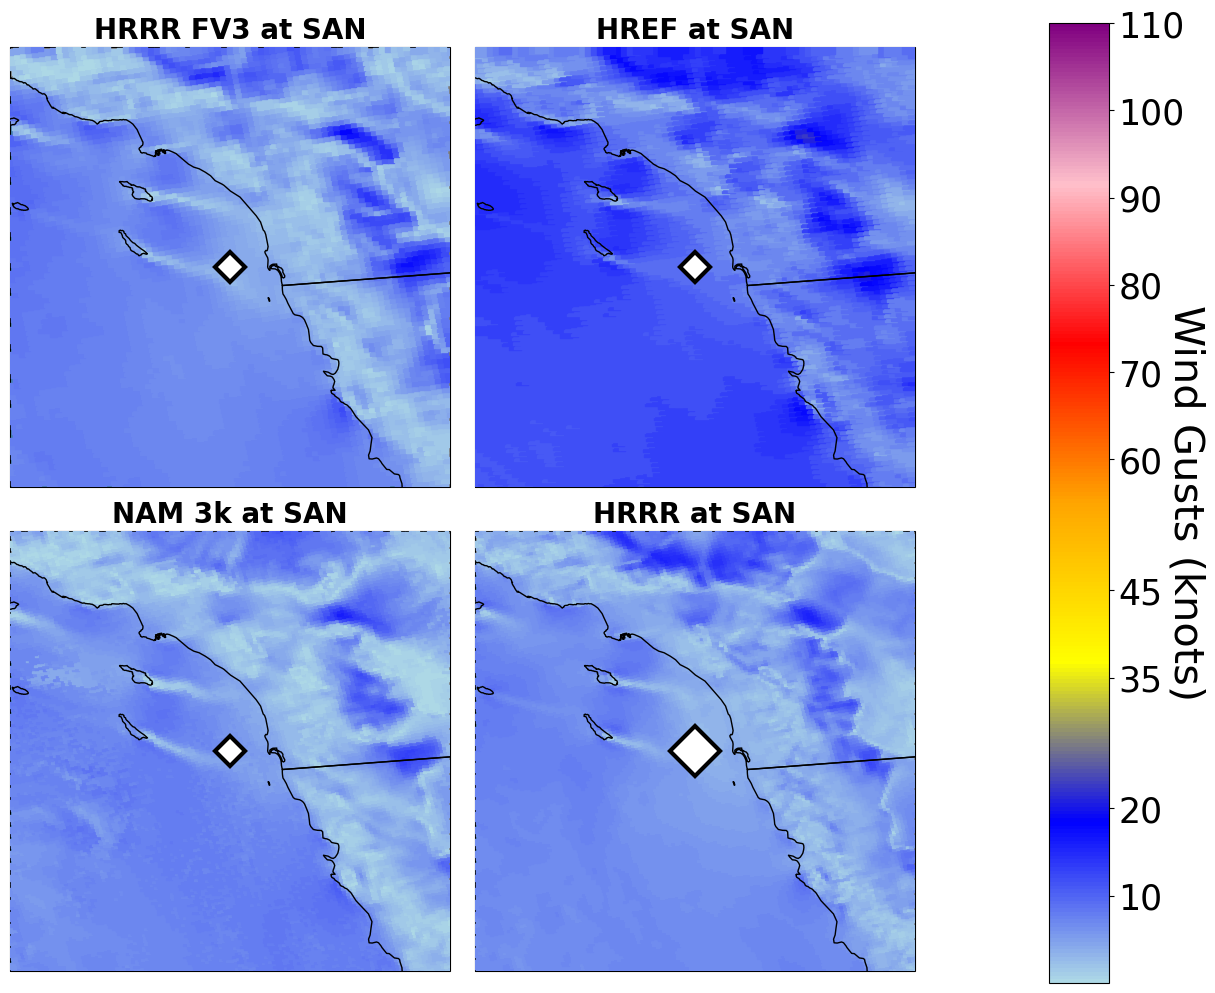 HRRR FV3 at SAN
HREF at SAN
NAM 3k at SAN
HRRR at SAN
110
100
90
80
70
60
45
35
20
10
Wind Gusts (knots)